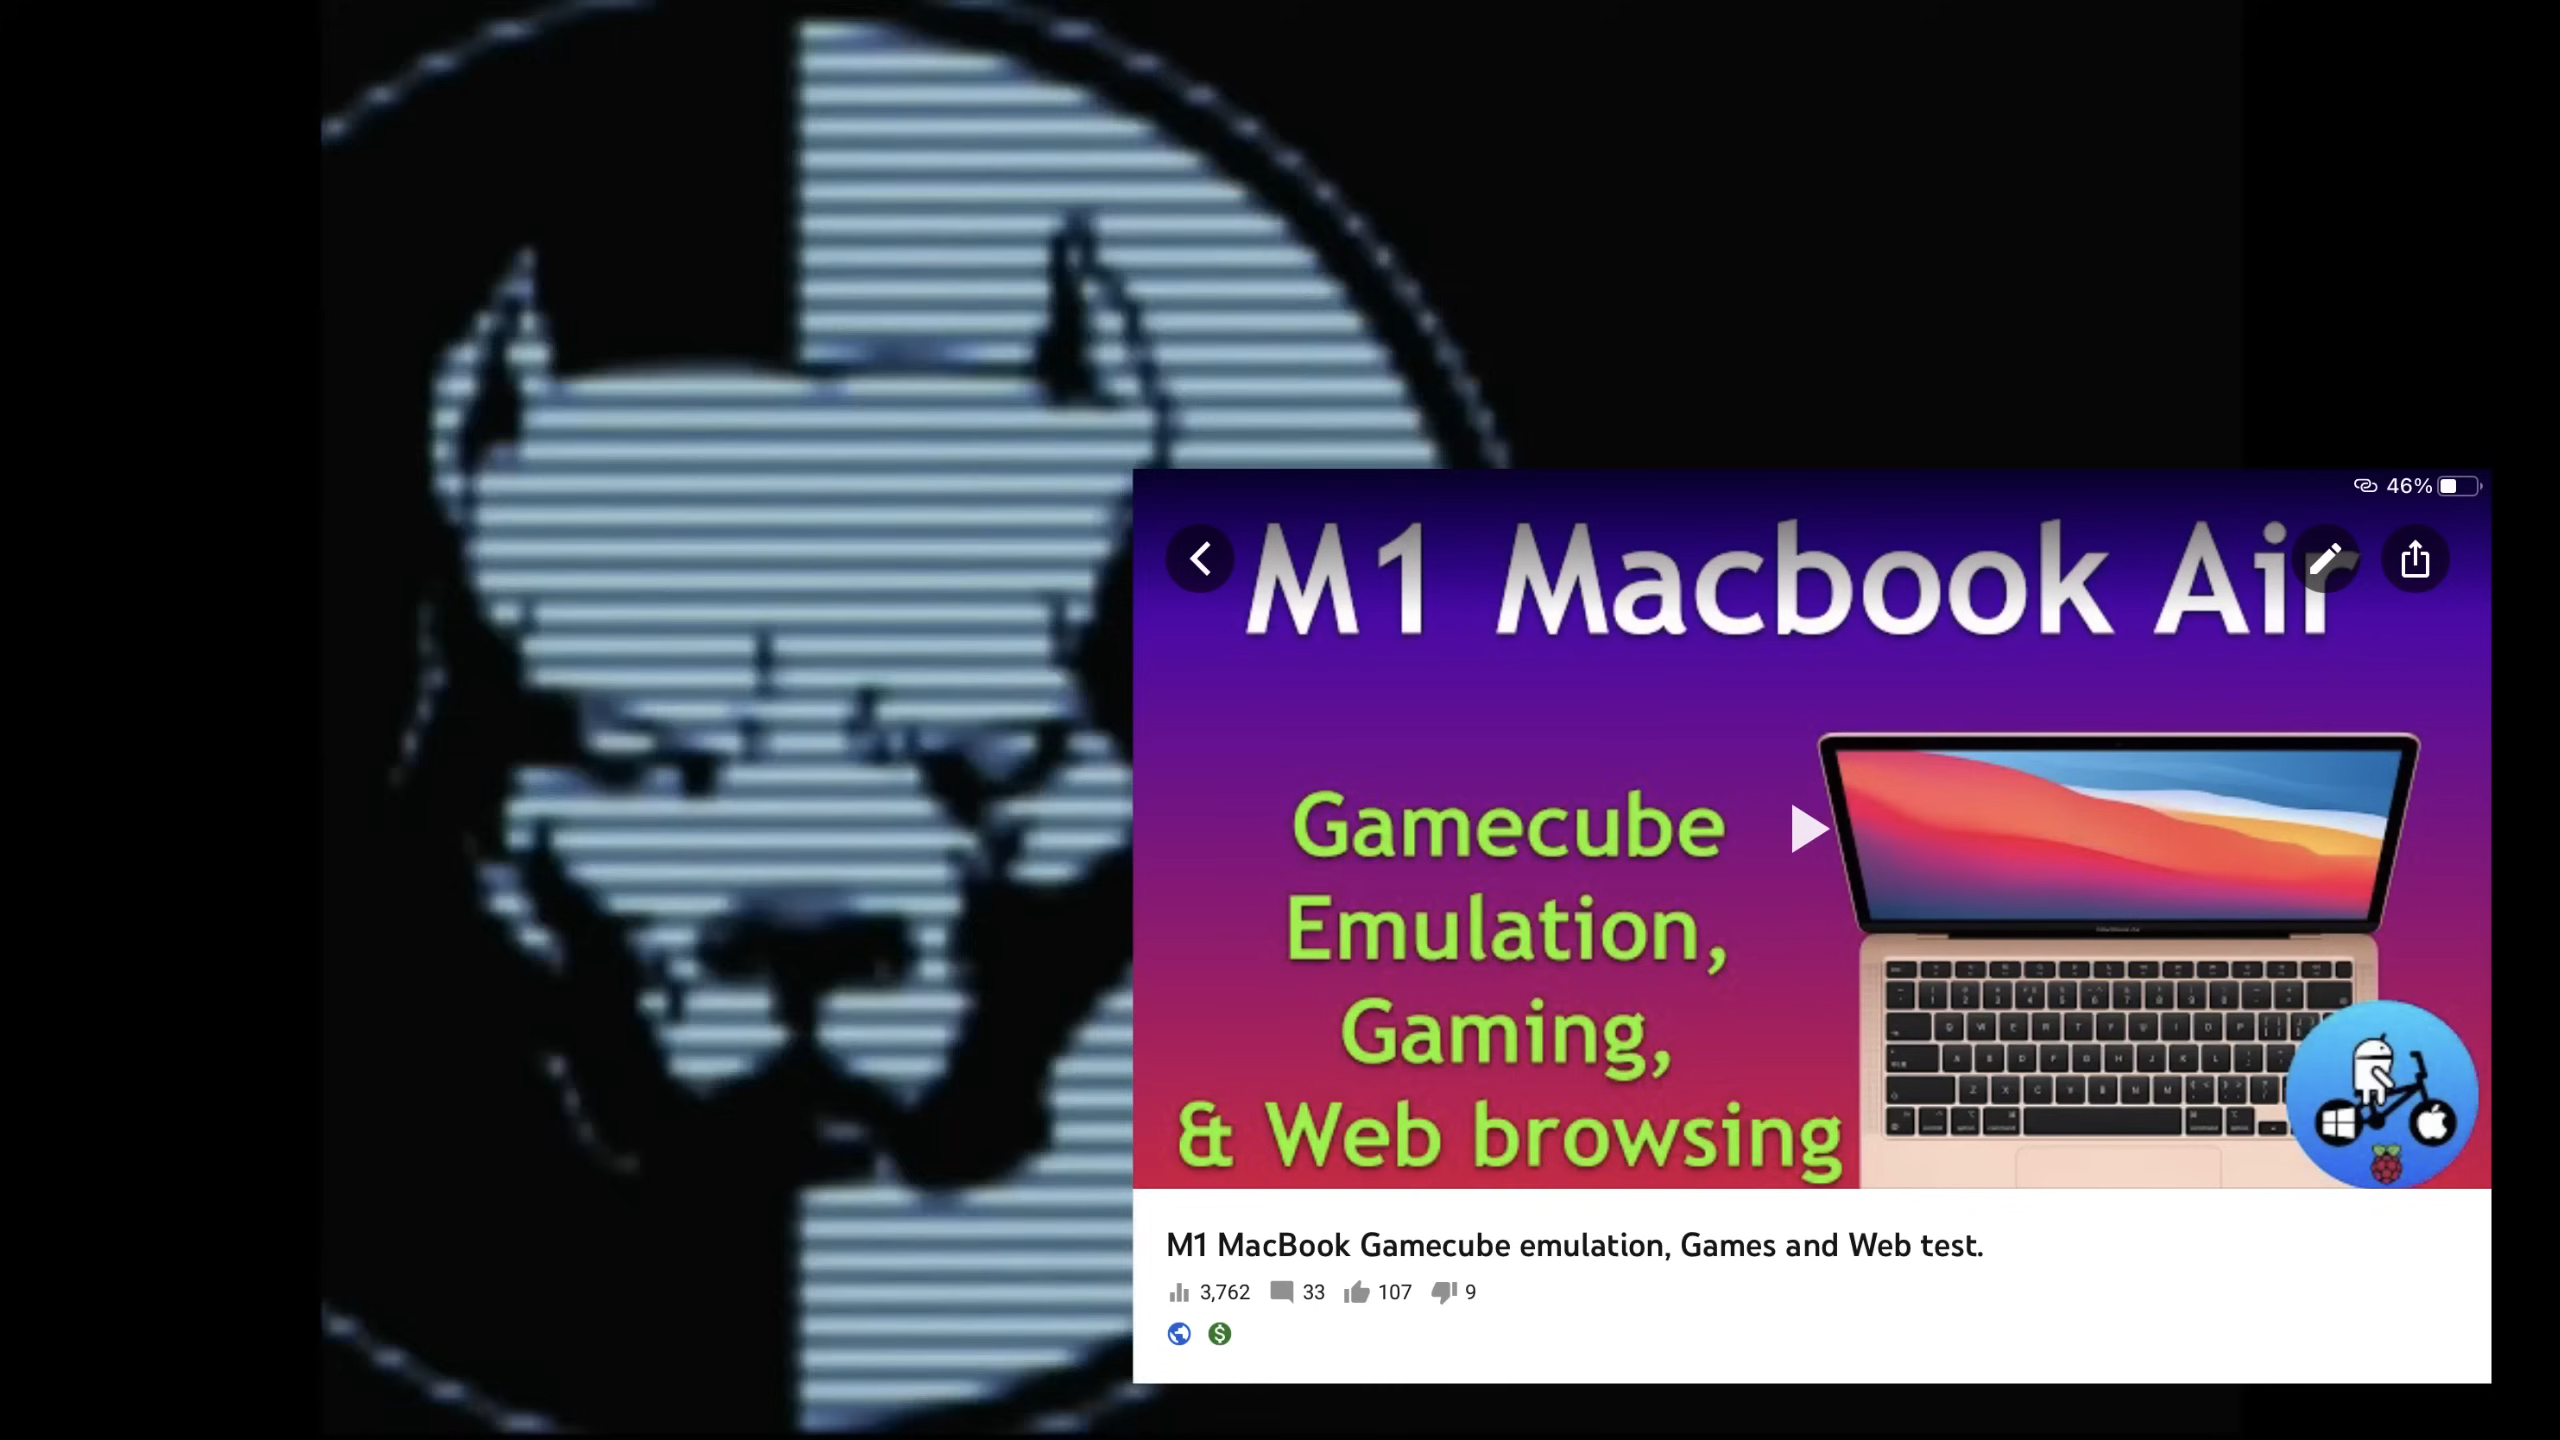 46%
M1 Macbook Air
Gamecube
Emulation,
Gaming,
& Web browsing
M1 MacBook Gamecube emulation, Games and Web test.
3,762 33 107 9